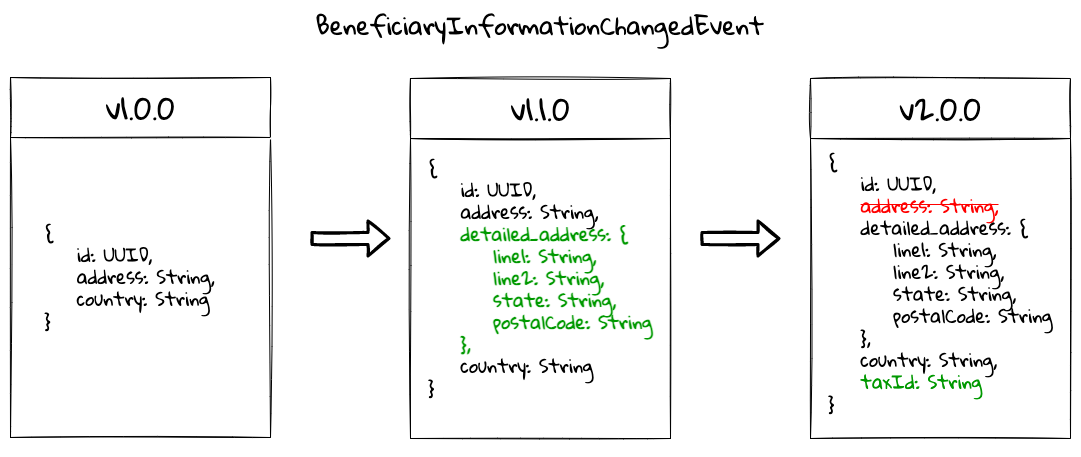 BeneficiaryInformationChangedEvent
v1.0.0
{
id: UUID,
address: String,
country: String
}
v1.1.0
{
id: UUID,
address: String,
detailed_address: {
line1: String,
line2: String,
state: String,
postalCode: String
},
country: String
}
v2.0.0
{
id: UUID,
address: String,
detailed_address: {
line1: String,
line2: String,
state: String,
postalCode: String
},
country: String,
taxId: String
}